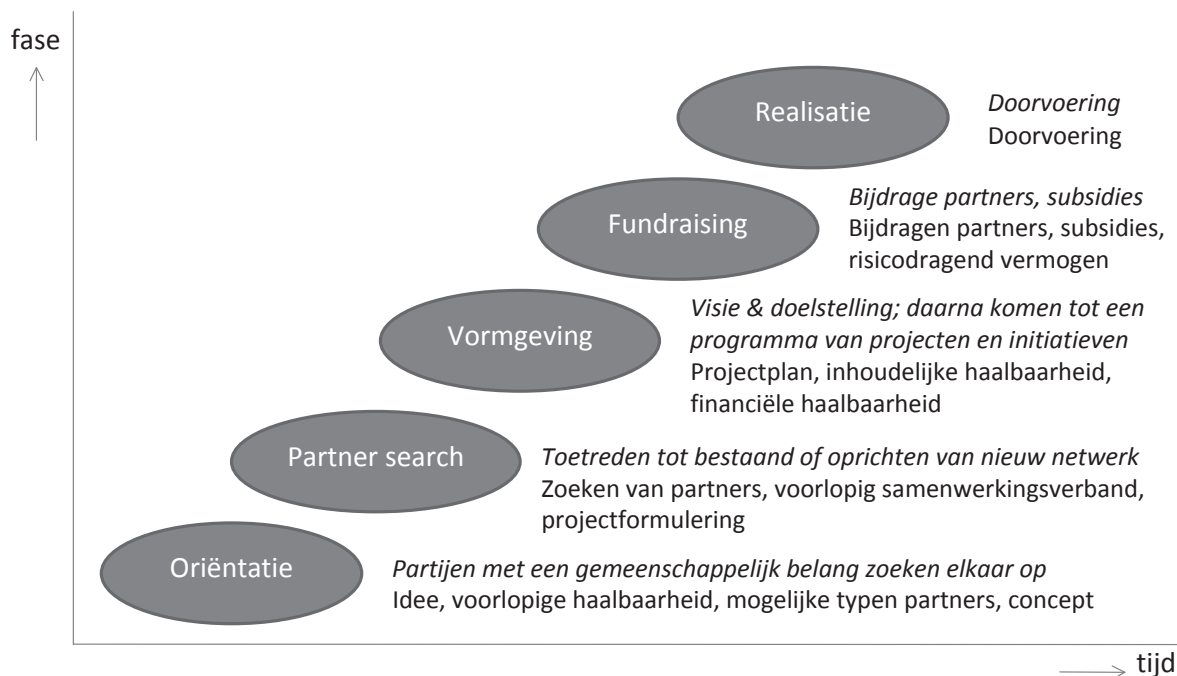 fase
Realisatie
Doorvoering
Doorvoering
Fundraising
Bijdrage partners, subsidies
Bijdragen partners, subsidies,
risicodragend vermogen
Vormgeving
Visie & doelstelling; daarna komen tot een
programma van projecten en initiatieven
Projectplan, inhoudelijke haalbaarheid,
financiële haalbaarheid
Partner search
Toetreden tot bestaand of oprichten van nieuw netwerk
Zoeken van partners, voorlopig samenwerkingsverband,
projectformulering
Oriëntatie
Partijen met een gemeenschappelijk belang zoeken elkaar op
Idee, voorlopige haalbaarheid, mogelijke typen partners, concept
tijd